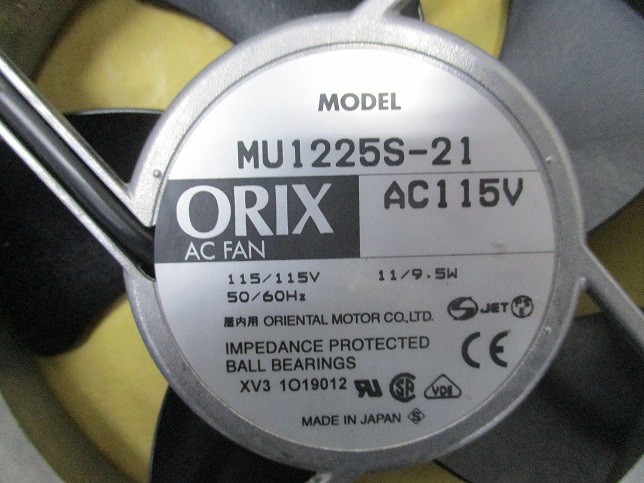 MODEL
MU1225S-21
ORIX
AC FAN
AC115V
115/115V 11/9.5W
50/60Hz
屋内用 ORIENTAL MOTOR CO.,LTD.
S JET PS E
IMPEDANCE PROTECTED
BALL BEARINGS
CE
XV3 1O19012 VDE
MADE IN JAPAN S